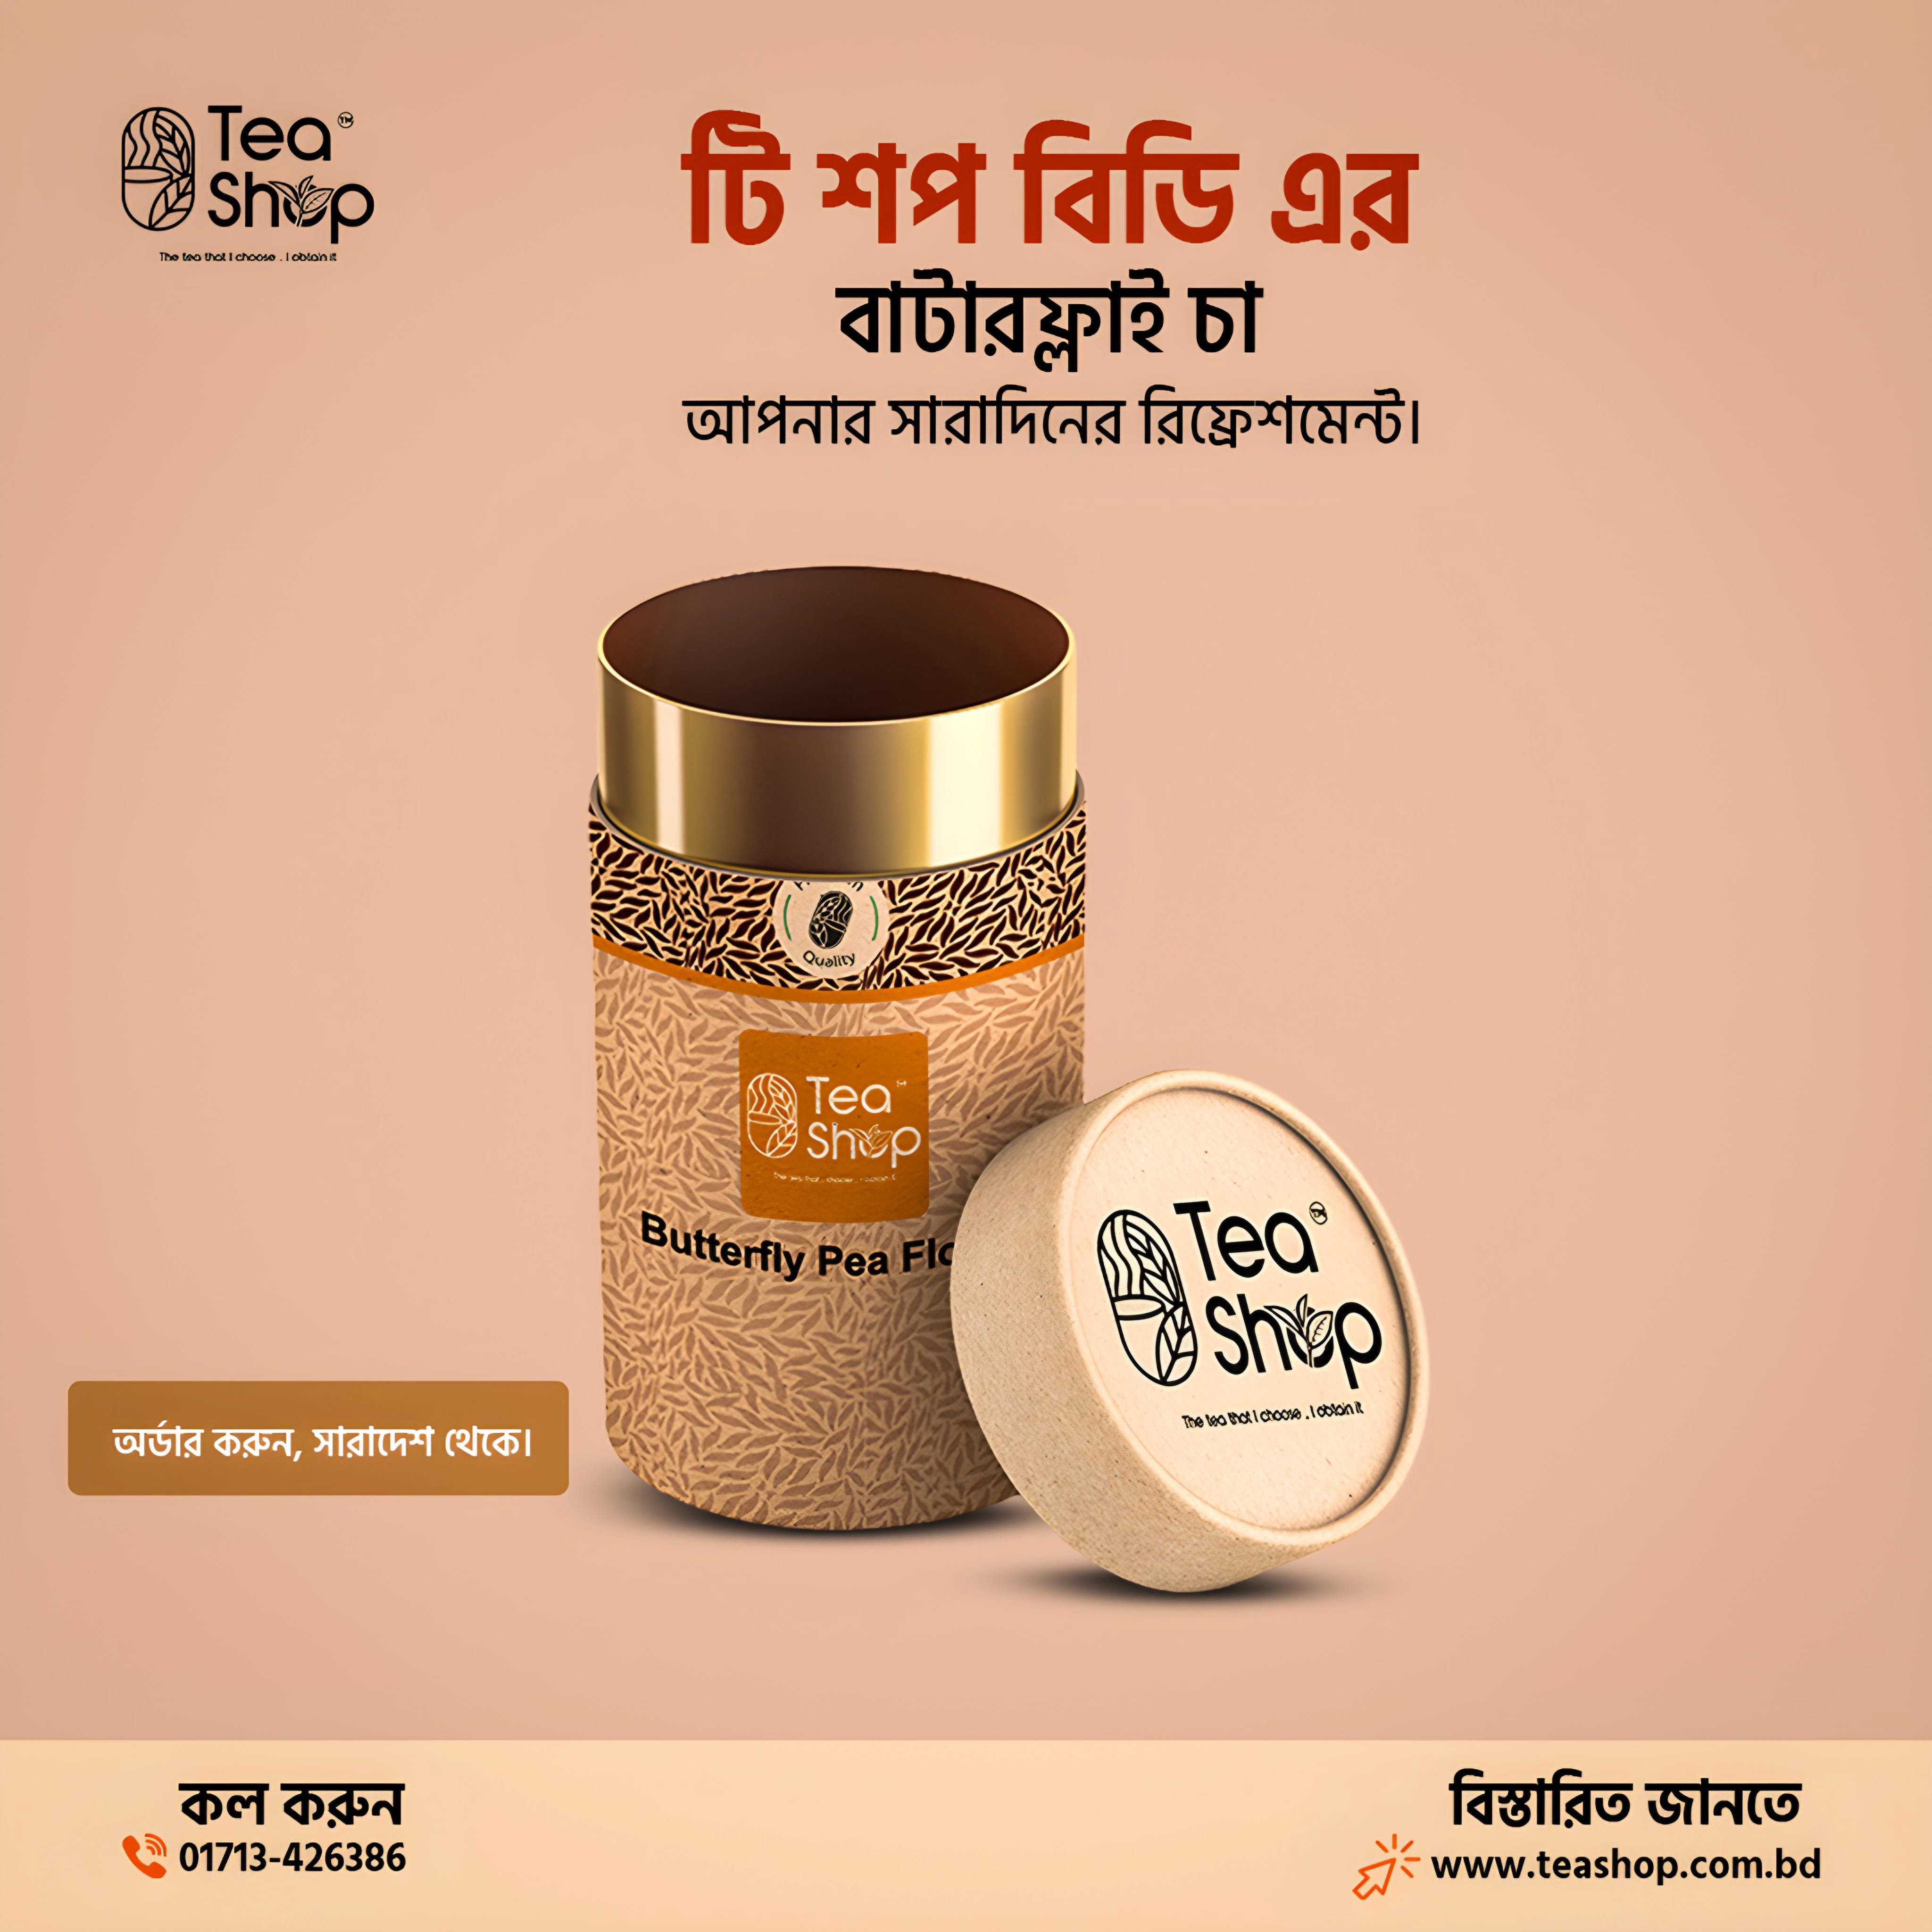 Tea
Shop
TM
The tea that I choose . I obtain it
টি শপ বিডি এর
বাটারফ্লাই চা
আপনার সারাদিনের রিফ্রেশমেন্ট।
Quality
Tea
Shop
Butterfly Pea Flo
Tea
Shop
TM
The tea that I choose . I obtain it
অর্ডার করুন, সারাদেশ থেকে।
কল করুন
01713-426386
বিস্তারিত জানতে
www.teashop.com.bd